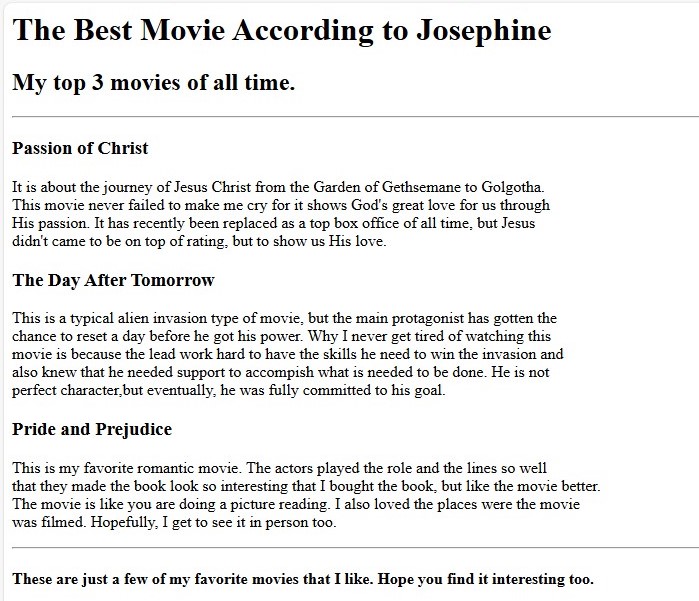 The Best Movie According to Josephine
My top 3 movies of all time.
Passion of Christ
It is about the journey of Jesus Christ from the Garden of Gethsemane to Golgotha.
This movie never failed to make me cry for it shows God's great love for us through
His passion. It has recently been replaced as a top box office of all time, but Jesus
didn't came to be on top of rating, but to show us His love.
The Day After Tomorrow
This is a typical alien invasion type of movie, but the main protagonist has gotten the
chance to reset a day before he got his power. Why I never get tired of watching this
movie is because the lead work hard to have the skills he need to win the invasion and
also knew that he needed support to accompish what is needed to be done. He is not
perfect character,but eventually, he was fully committed to his goal.
Pride and Prejudice
This is my favorite romantic movie. The actors played the role and the lines so well
that they made the book look so interesting that I bought the book, but like the movie better.
The movie is like you are doing a picture reading. I also loved the places were the movie
was filmed. Hopefully, I get to see it in person too.
These are just a few of my favorite movies that I like. Hope you find it interesting too.